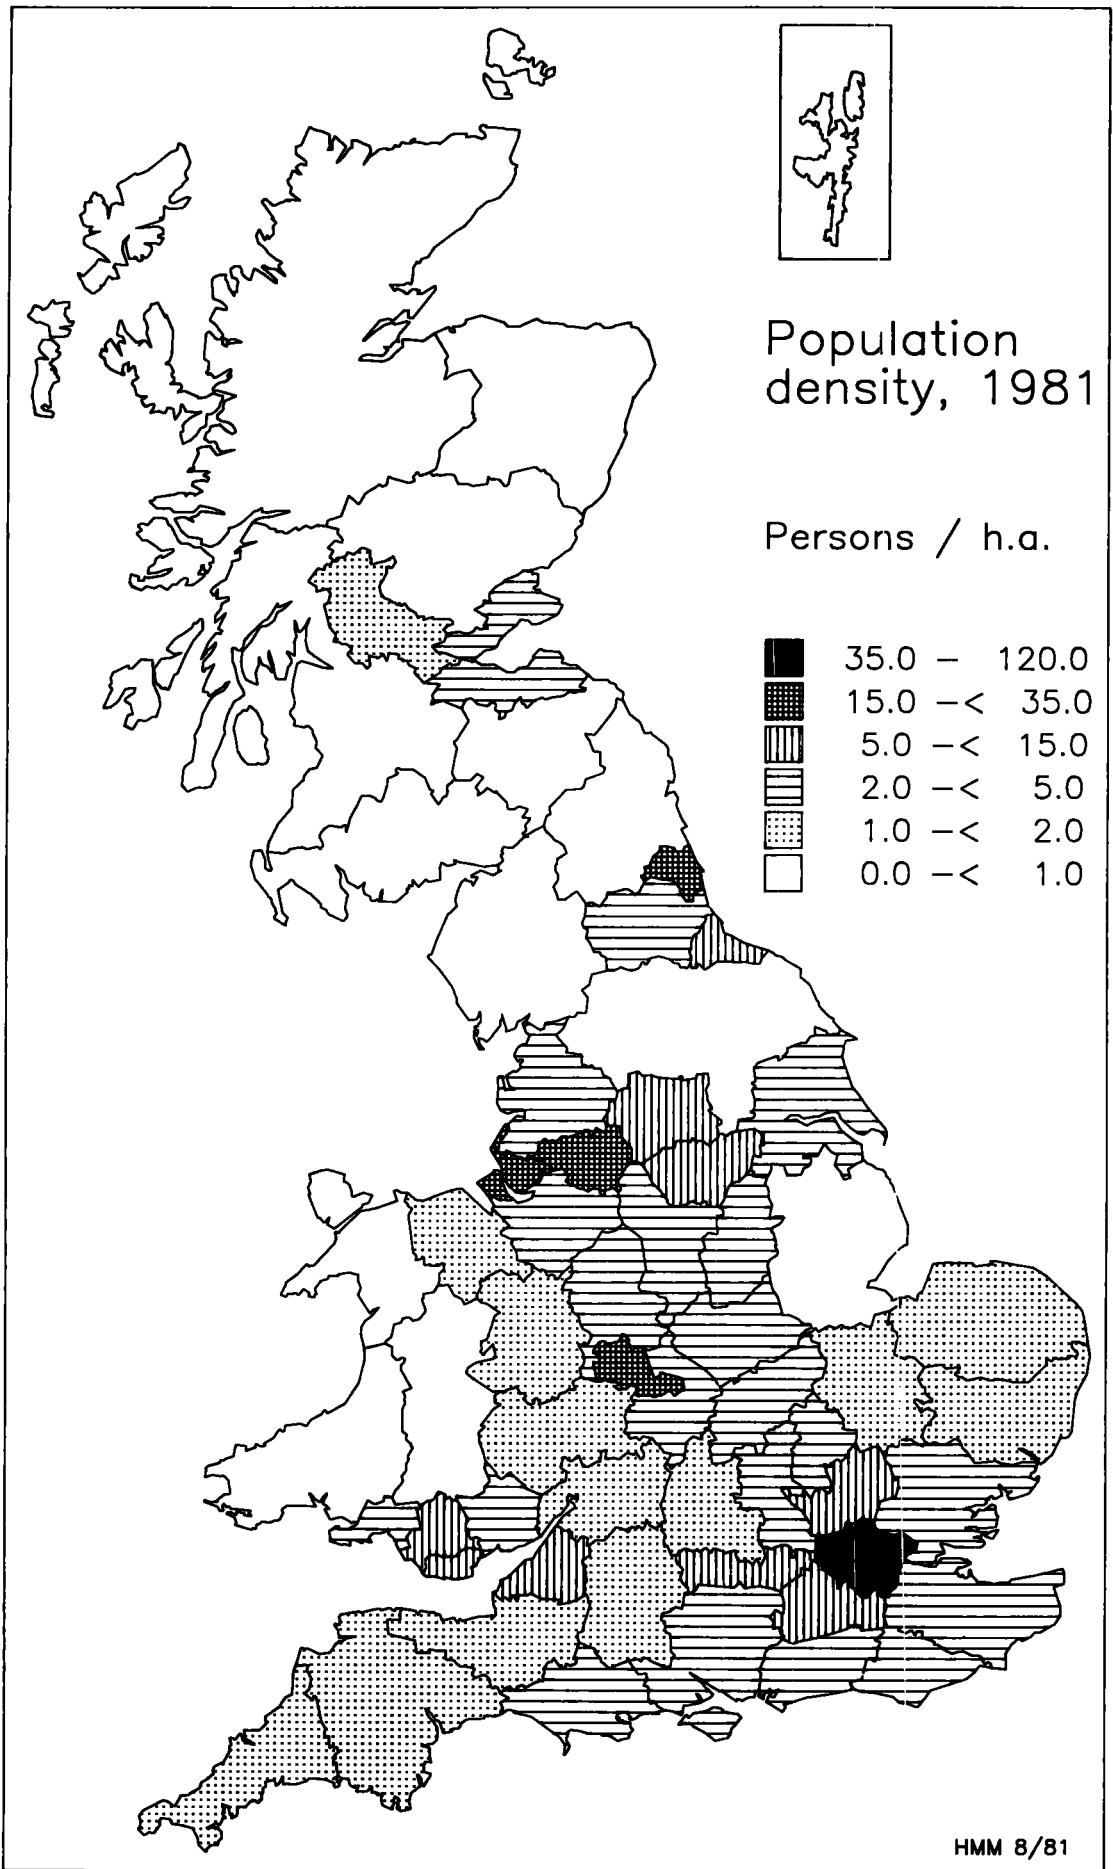 Population
density, 1981
Persons / h.a.
35.0 – 120.0
15.0 –< 35.0
5.0 –< 15.0
2.0 –< 5.0
1.0 –< 2.0
0.0 –< 1.0
HMM 8/81